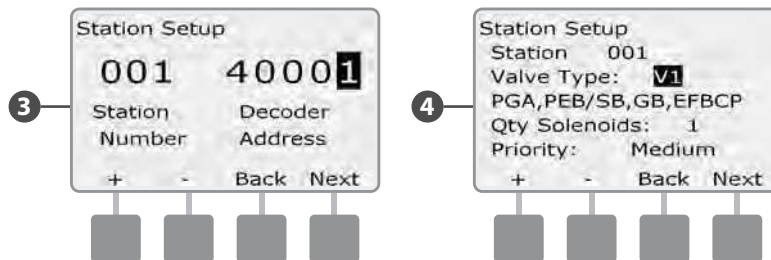 3
Station Setup
001 40001
Station Decoder
Number Address
+ - Back Next
4
Station Setup
Station 001
Valve Type: V1
PGA,PEB/SB,GB,EFBCP
Qty Solenoids: 1
Priority: Medium
+ - Back Next